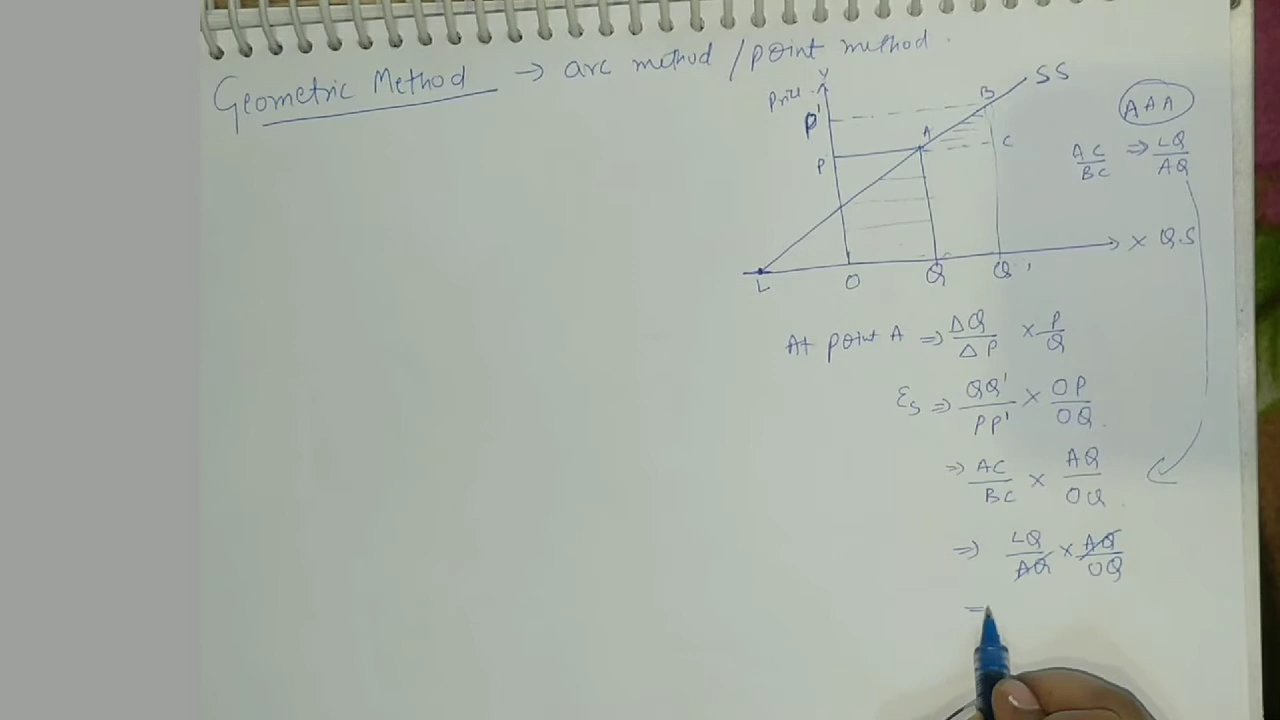 Geometric Method → arc method / point method.
Y
Price
SS
P'
B
AAA
A
P
C
AC/BC ⇒ LQ/AQ
L
O
Q
Q'
X Q.S
At point A ⇒ ΔQ/ΔP × P/Q
Es ⇒ QQ'/PP' × OP/OQ.
⇒ AC/BC × AQ/OQ.
⇒ LQ/AQ × AQ/OQ
=